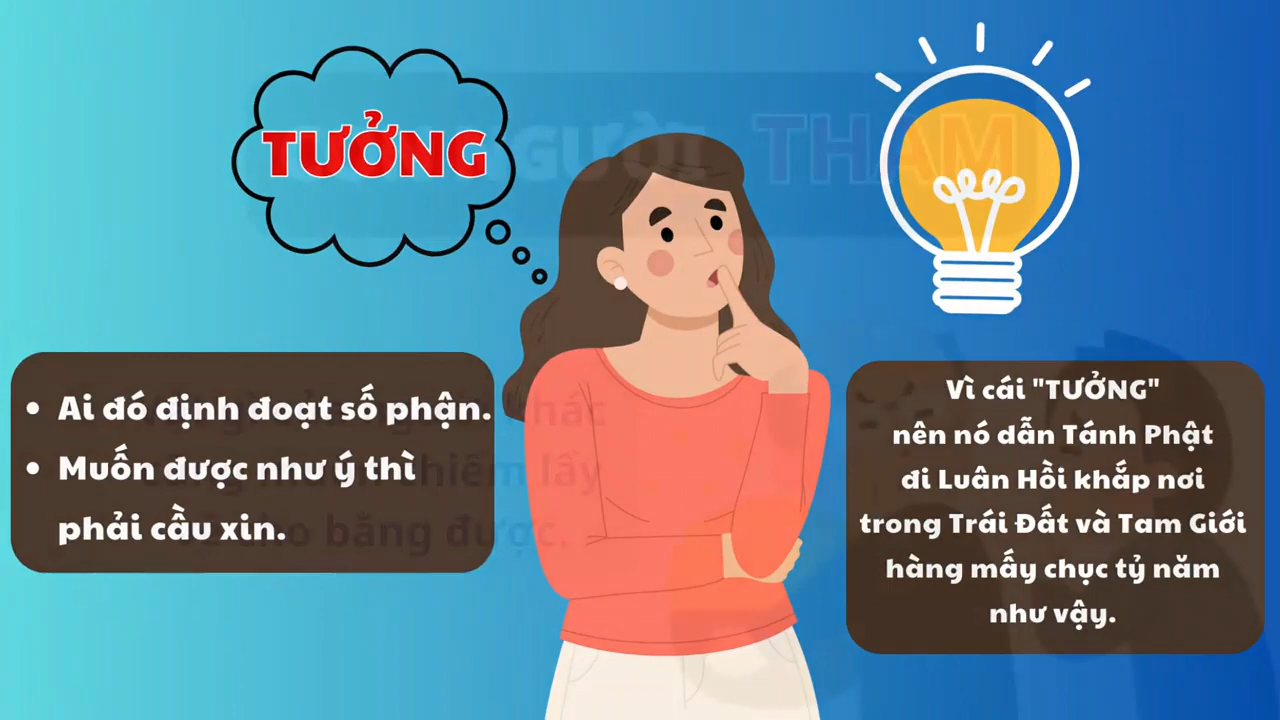 TƯỞNG
NGƯỜI THAM
• Ai đó định đoạt số phận.
• Muốn được như ý thì
phải cầu xin.
Vì cái "TƯỞNG"
nên nó dẫn Tánh Phật
đi Luân Hồi khắp nơi
trong Trái Đất và Tam Giới
hàng mấy chục tỷ năm
như vậy.